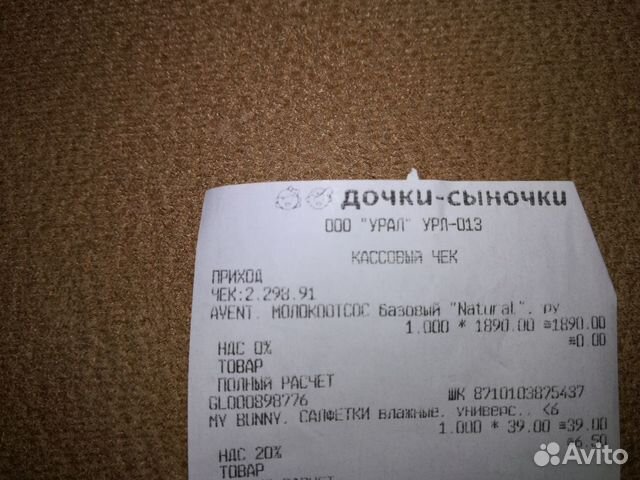 дочки-сыночки
ООО "УРАЛ" УРЛ-013
КАССОВЫЙ ЧЕК
ПРИХОД
ЧЕК:2.298.91
AVENT. МОЛОКООТСОС базовый "Natural", ру
1.000 * 1890.00 ≡1890.00
НДС 0% ≡0.00
ТОВАР
ПОЛНЫЙ РАСЧЕТ
GL000898776 ШК 8710103875437
MY BUNNY. САЛФЕТКИ влажные, универс., <6
1.000 * 39.00 ≡39.00
НДС 20% ≡6.50
ТОВАР
Avito